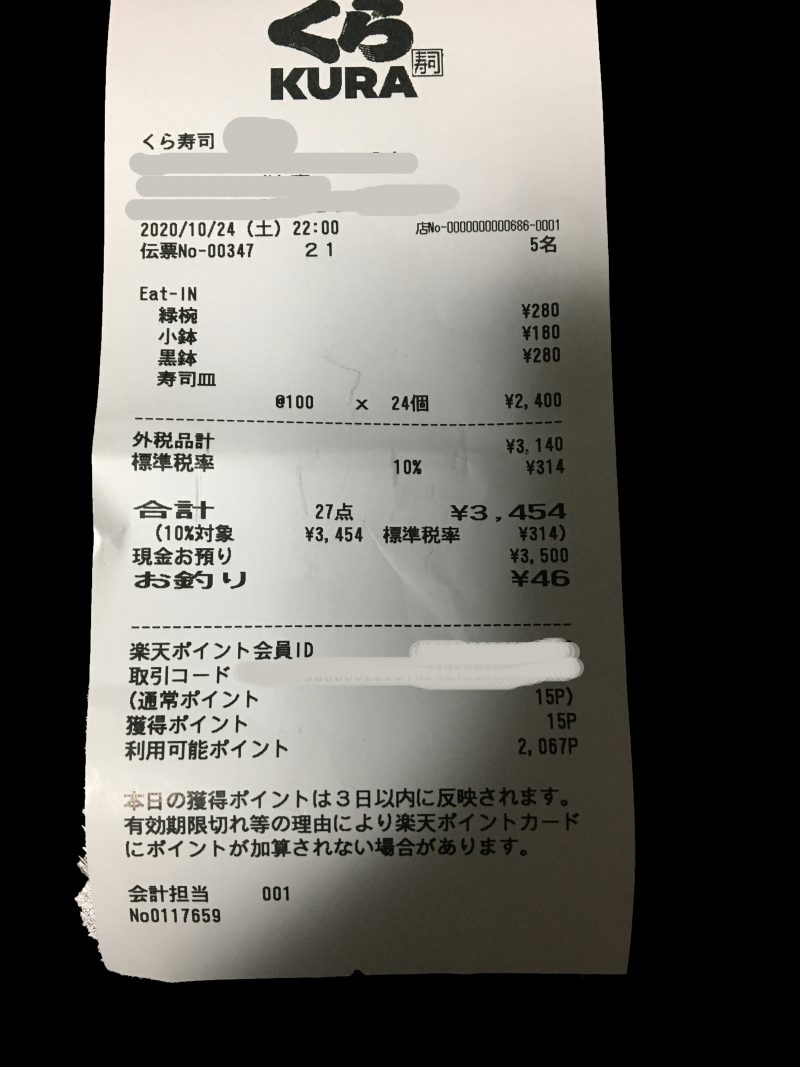 くら
KURA 寿司
くら寿司
2020/10/24 (土) 22:00 店No-0000000000686-0001
伝票No-00347 21 5名
Eat-IN
緑椀 ¥280
小鉢 ¥180
黒鉢 ¥280
寿司皿
@100 × 24個 ¥2,400
外税品計 ¥3,140
標準税率 10% ¥314
合計 27点 ¥3,454
(10%対象 ¥3,454 標準税率 ¥314)
現金お預り ¥3,500
お釣り ¥46
楽天ポイント会員ID
取引コード
(通常ポイント 15P)
獲得ポイント 15P
利用可能ポイント 2,067P
本日の獲得ポイントは3日以内に反映されます。
有効期限切れ等の理由により楽天ポイントカード
にポイントが加算されない場合があります。
会計担当 001
No0117659